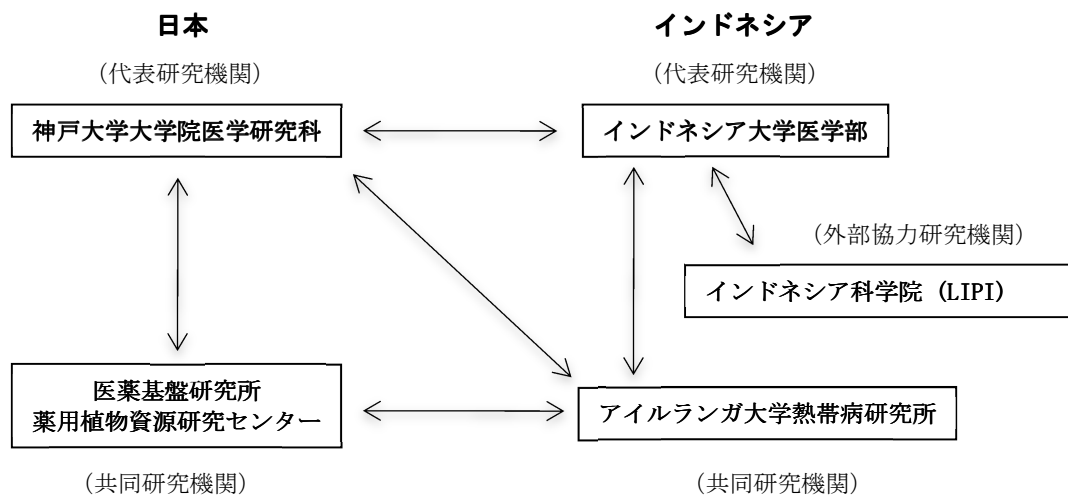 日本
インドネシア
（代表研究機関）
（代表研究機関）
神戸大学大学院医学研究科
インドネシア大学医学部
（外部協力研究機関）
インドネシア科学院（LIPI）
医薬基盤研究所
薬用植物資源研究センター
アイルランガ大学熱帯病研究所
（共同研究機関）
（共同研究機関）